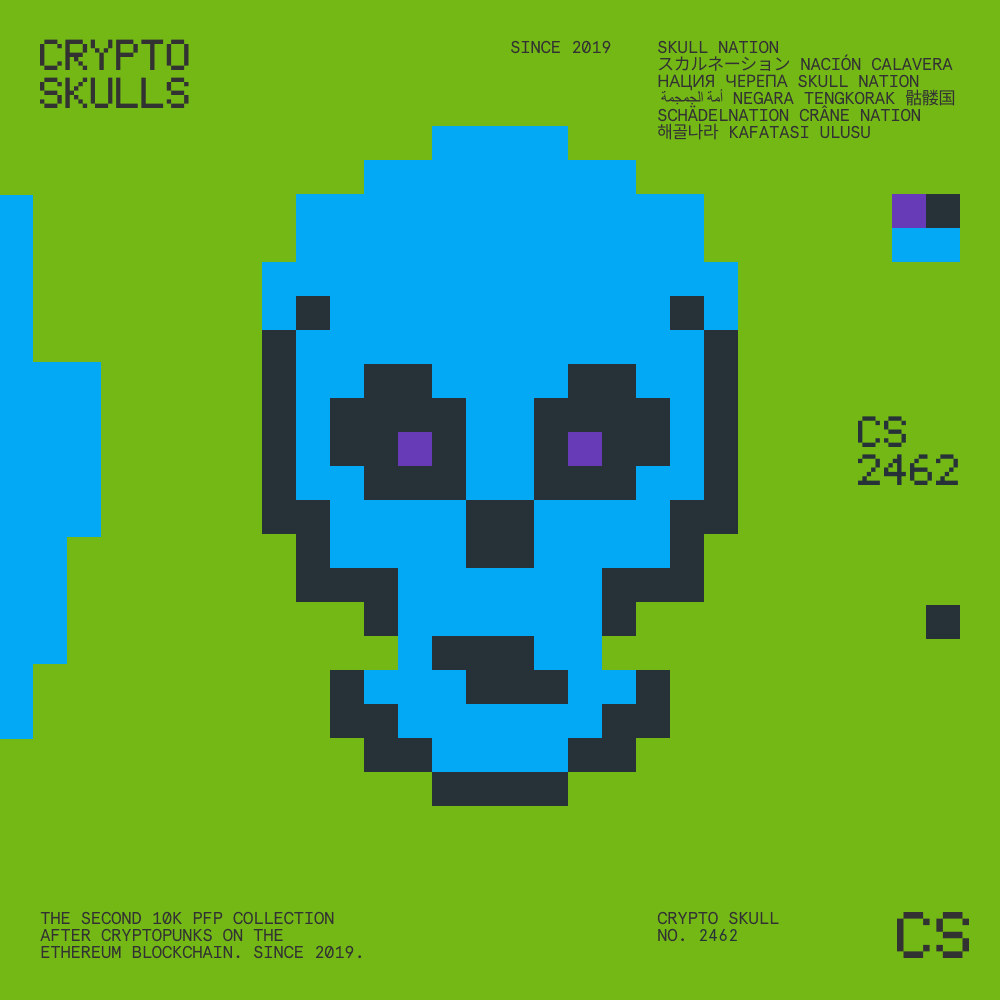 CRYPTO
SKULLS
SINCE 2019
SKULL NATION
スカルネーション NACIÓN CALAVERA
НАЦИЯ ЧЕРЕПА SKULL NATION
أمة الجمجمة NEGARA TENGKORAK 骷髅国
SCHÄDELNATION CRÂNE NATION
해골나라 KAFATASI ULUSU
CS
2462
THE SECOND 10K PFP COLLECTION
AFTER CRYPTOPUNKS ON THE
ETHEREUM BLOCKCHAIN. SINCE 2019.
CRYPTO SKULL
NO. 2462
CS